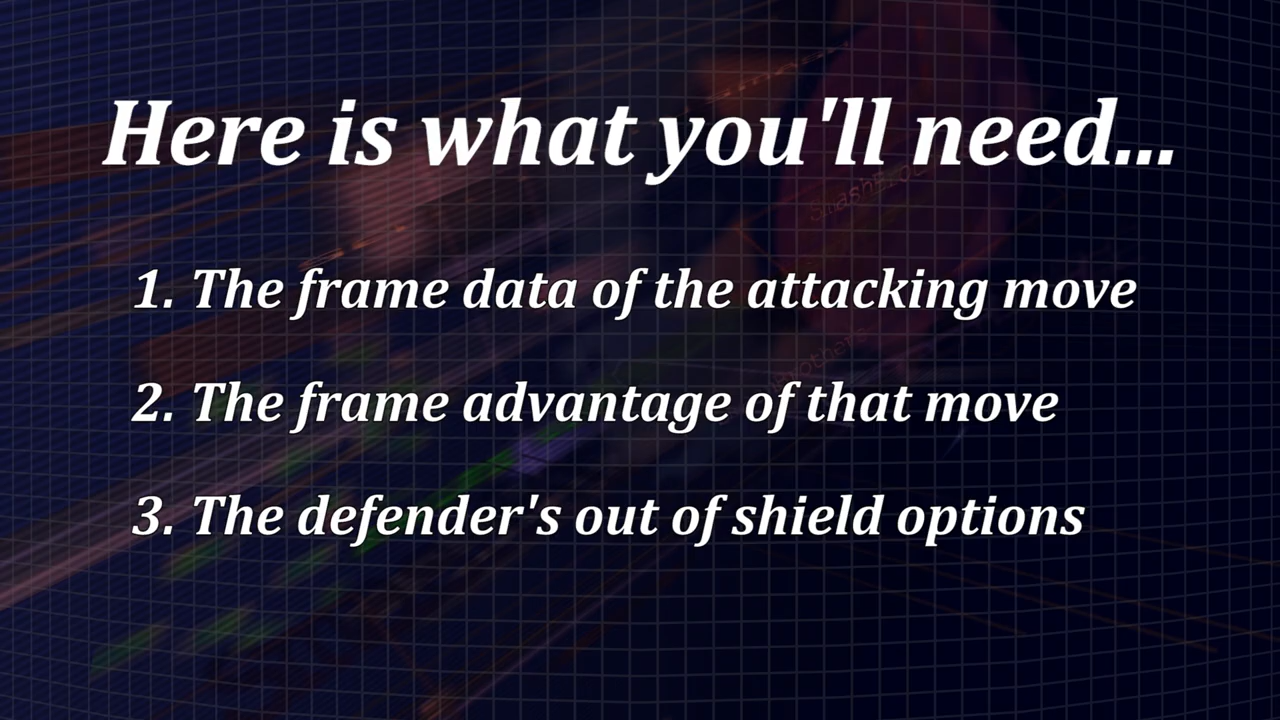 Here is what you'll need...
1. The frame data of the attacking move
2. The frame advantage of that move
3. The defender's out of shield options